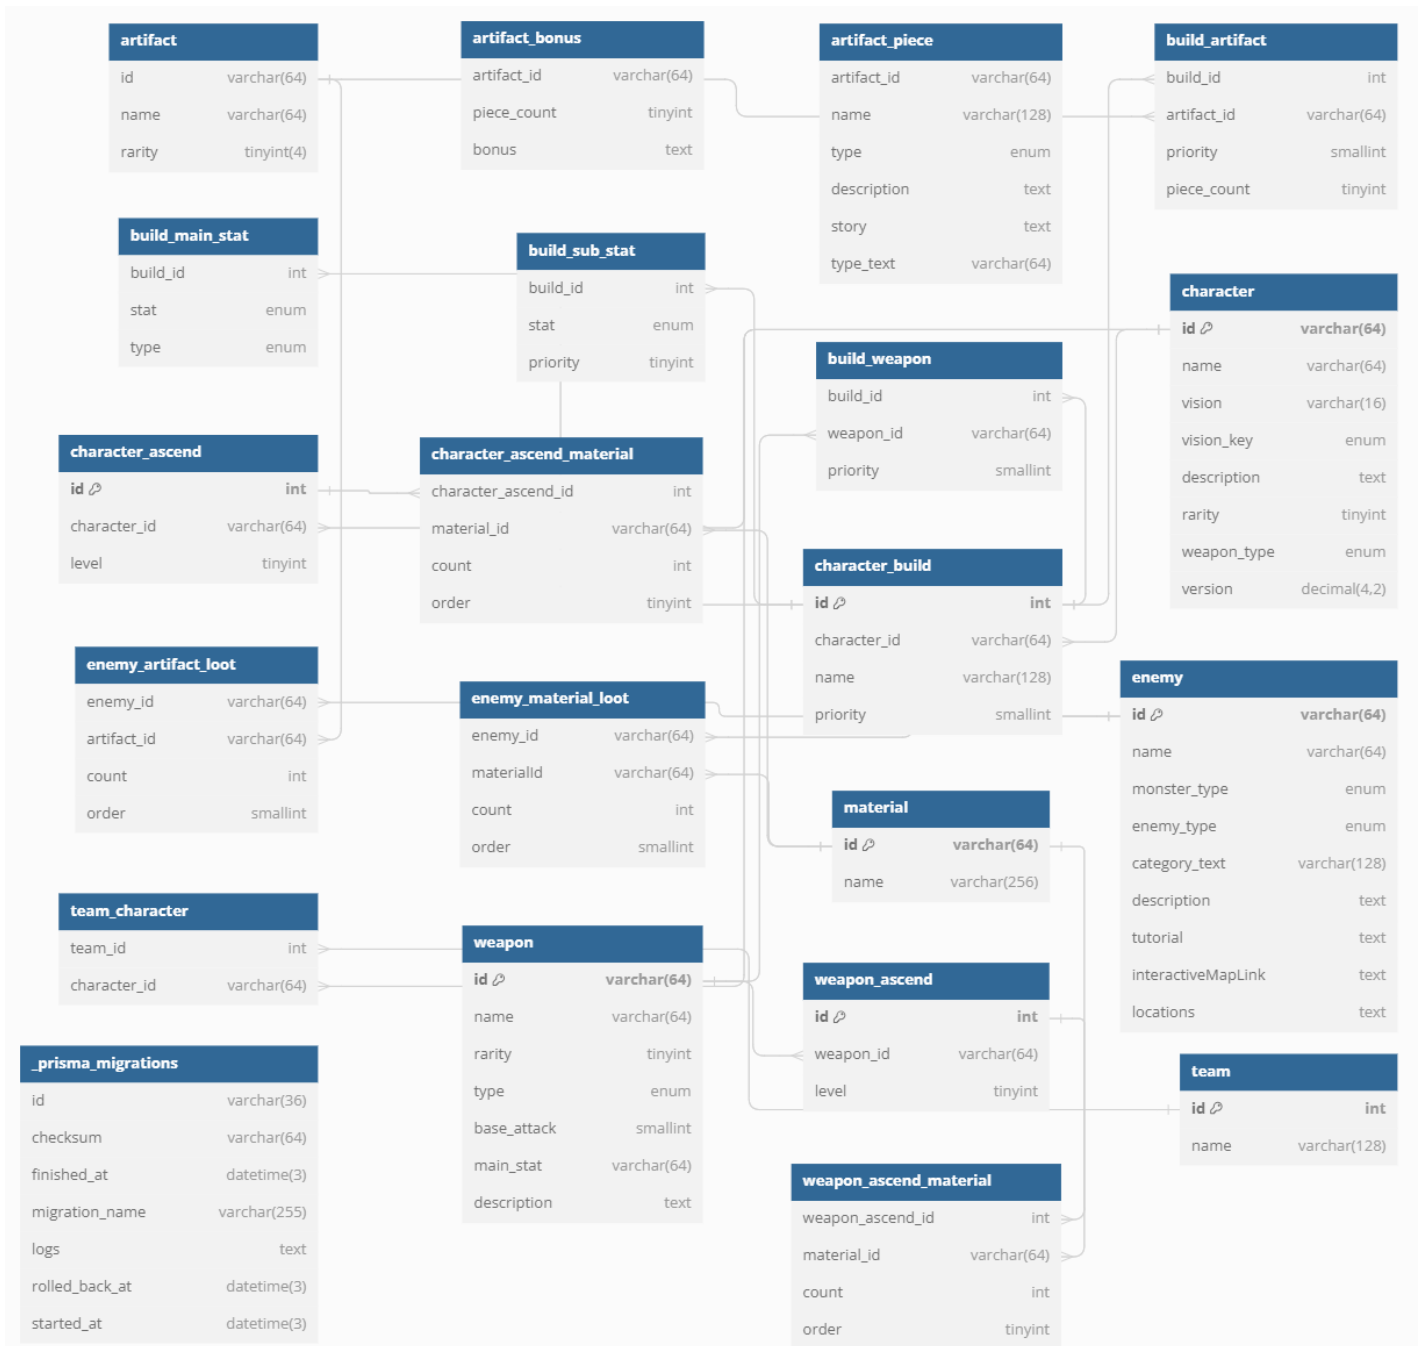 artifact
id varchar(64)
name varchar(64)
rarity tinyint(4)
artifact_bonus
artifact_id varchar(64)
piece_count tinyint
bonus text
artifact_piece
artifact_id varchar(64)
name varchar(128)
type enum
description text
story text
type_text varchar(64)
build_artifact
build_id int
artifact_id varchar(64)
priority smallint
piece_count tinyint
build_main_stat
build_id int
stat enum
type enum
build_sub_stat
build_id int
stat enum
priority tinyint
build_weapon
build_id int
weapon_id varchar(64)
priority smallint
character
id varchar(64)
name varchar(64)
vision varchar(16)
vision_key enum
description text
rarity tinyint
weapon_type enum
version decimal(4,2)
character_ascend
id int
character_id varchar(64)
level tinyint
character_ascend_material
character_ascend_id int
material_id varchar(64)
count int
order tinyint
character_build
id int
character_id varchar(64)
name varchar(128)
priority smallint
enemy_artifact_loot
enemy_id varchar(64)
artifact_id varchar(64)
count int
order smallint
enemy_material_loot
enemy_id varchar(64)
materialId varchar(64)
count int
order smallint
material
id varchar(64)
name varchar(256)
enemy
id varchar(64)
name varchar(64)
monster_type enum
enemy_type enum
category_text varchar(128)
description text
tutorial text
interactiveMapLink text
locations text
team_character
team_id int
character_id varchar(64)
weapon
id varchar(64)
name varchar(64)
rarity tinyint
type enum
base_attack smallint
main_stat varchar(64)
description text
weapon_ascend
id int
weapon_id varchar(64)
level tinyint
team
id int
name varchar(128)
_prisma_migrations
id varchar(36)
checksum varchar(64)
finished_at datetime(3)
migration_name varchar(255)
logs text
rolled_back_at datetime(3)
started_at datetime(3)
weapon_ascend_material
weapon_ascend_id int
material_id varchar(64)
count int
order tinyint